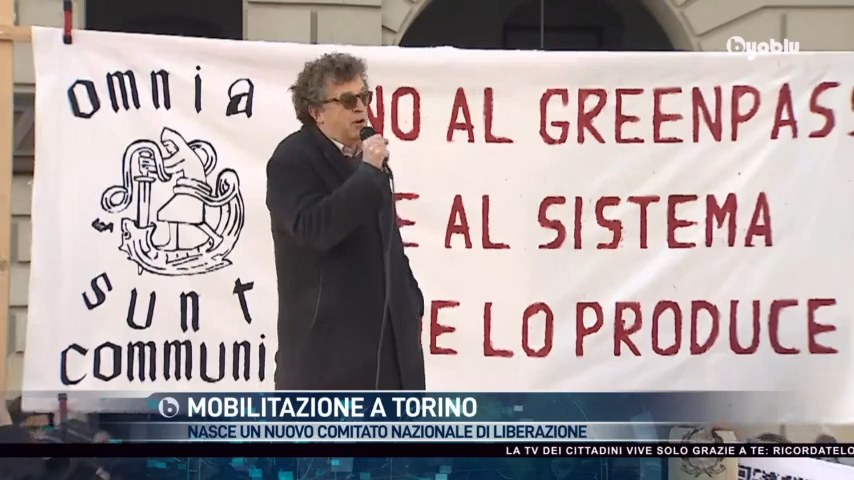 byoblu
omnia
sunt
communi
NO AL GREENPASS
E AL SISTEMA
E LO PRODUCE
MOBILITAZIONE A TORINO
NASCE UN NUOVO COMITATO NAZIONALE DI LIBERAZIONE
LA TV DEI CITTADINI VIVE SOLO GRAZIE A TE: RICORDATELO